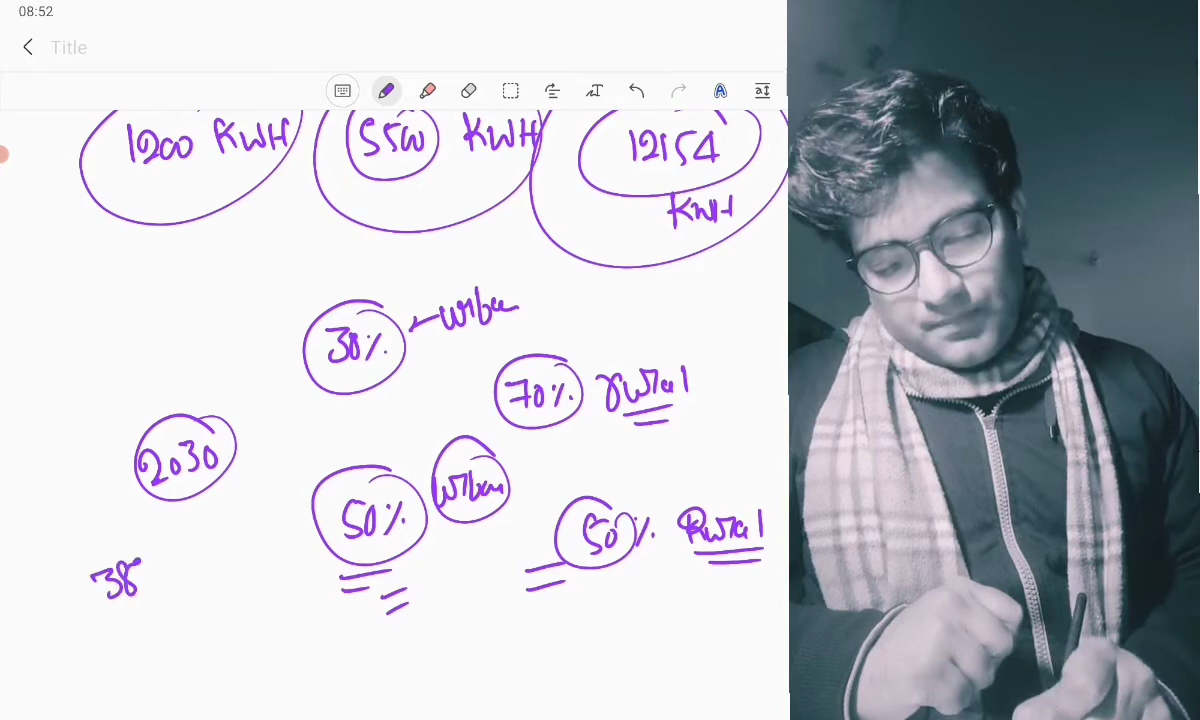 08:52
Title
1200 KWH 5500 KWH 12154
KWH
30% urban
70% rural
2030
50% urban 50% Rural
38